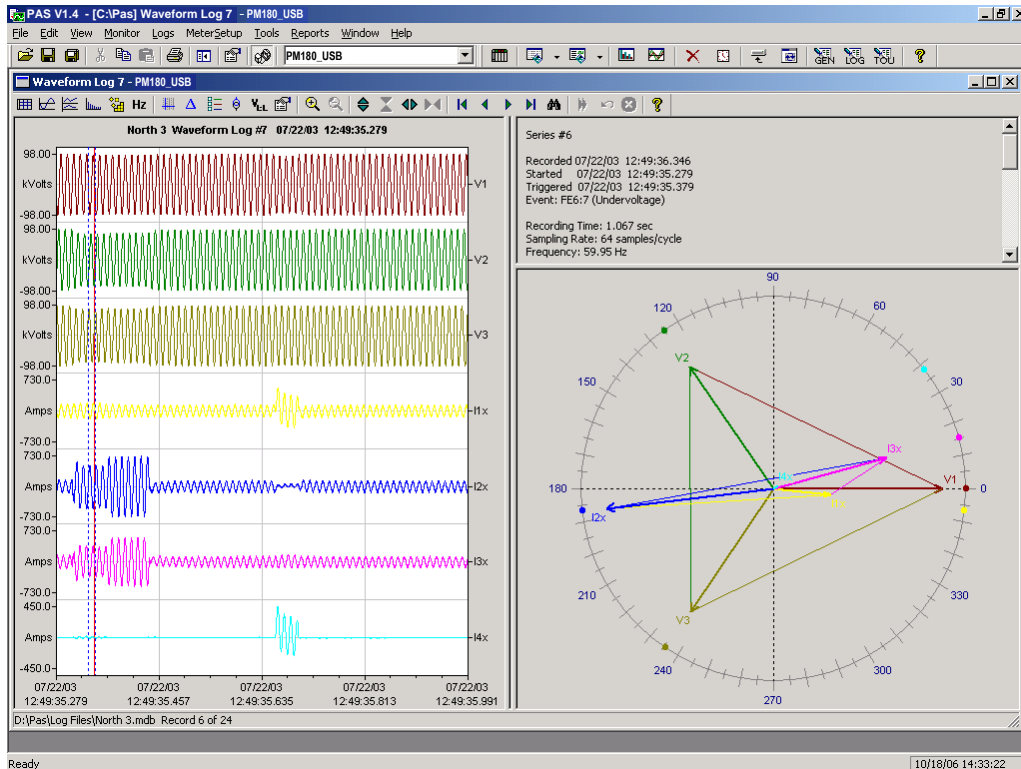 PAS V1.4 - [C:\Pas] Waveform Log 7 - PM180_USB
File Edit View Monitor Logs MeterSetup Tools Reports Window Help
PM180_USB
GEN LOG TOU
Waveform Log 7 - PM180_USB
Hz
V L-L
North 3 Waveform Log #7 07/22/03 12:49:35.279
98.00
kVolts
V1
-98.00
98.00
kVolts
V2
-98.00
98.00
kVolts
V3
-98.00
730.0
Amps
I1x
-730.0
730.0
Amps
I2x
-730.0
730.0
Amps
I3x
-730.0
450.0
Amps
I4x
-450.0
07/22/03 07/22/03 07/22/03 07/22/03 07/22/03
12:49:35.279 12:49:35.457 12:49:35.635 12:49:35.813 12:49:35.991
Series #6
Recorded 07/22/03 12:49:36.346
Started 07/22/03 12:49:35.279
Triggered 07/22/03 12:49:35.379
Event: FE6:7 (Undervoltage)
Recording Time: 1.067 sec
Sampling Rate: 64 samples/cycle
Frequency: 59.95 Hz
90
120
60
V2
150
30
I3x
I4x
V1
180
0
I1x
I2x
210
330
V3
240
300
270
D:\Pas\Log Files\North 3.mdb Record 6 of 24
Ready
10/18/06 14:33:22